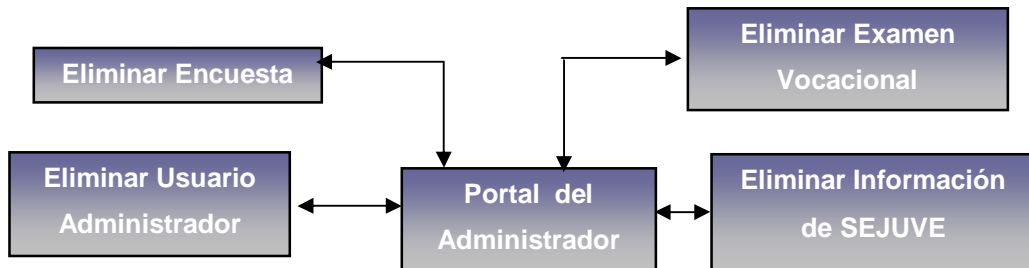 Eliminar Encuesta
Eliminar Examen
Vocacional
Eliminar Usuario
Administrador
Portal del
Administrador
Eliminar Información
de SEJUVE